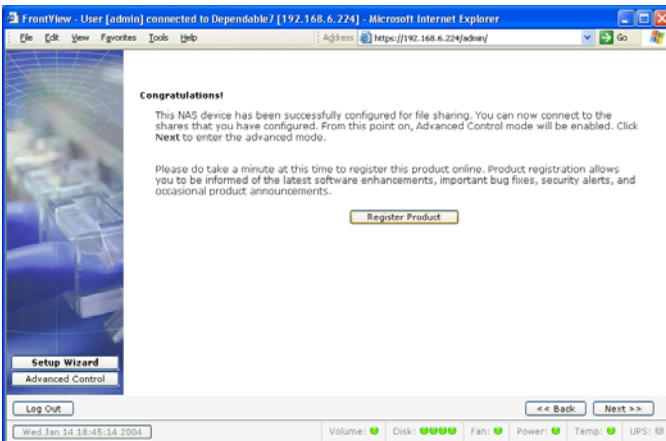 FrontView - User [admin] connected to Dependable7 [192.168.6.224] - Microsoft Internet Explorer
File Edit View Favorites Tools Help Address https://192.168.6.224/admin/ Go
Congratulations!
This NAS device has been successfully configured for file sharing. You can now connect to the
shares that you have configured. From this point on, Advanced Control mode will be enabled. Click
Next to enter the advanced mode.
Please do take a minute at this time to register this product online. Product registration allows
you to be informed of the latest software enhancements, important bug fixes, security alerts, and
occasional product announcements.
Register Product
Setup Wizard
Advanced Control
Log Out << Back Next >>
Wed Jan 14 18:45:14 2004 Volume: Disk: Fan: Power: Temp: UPS: